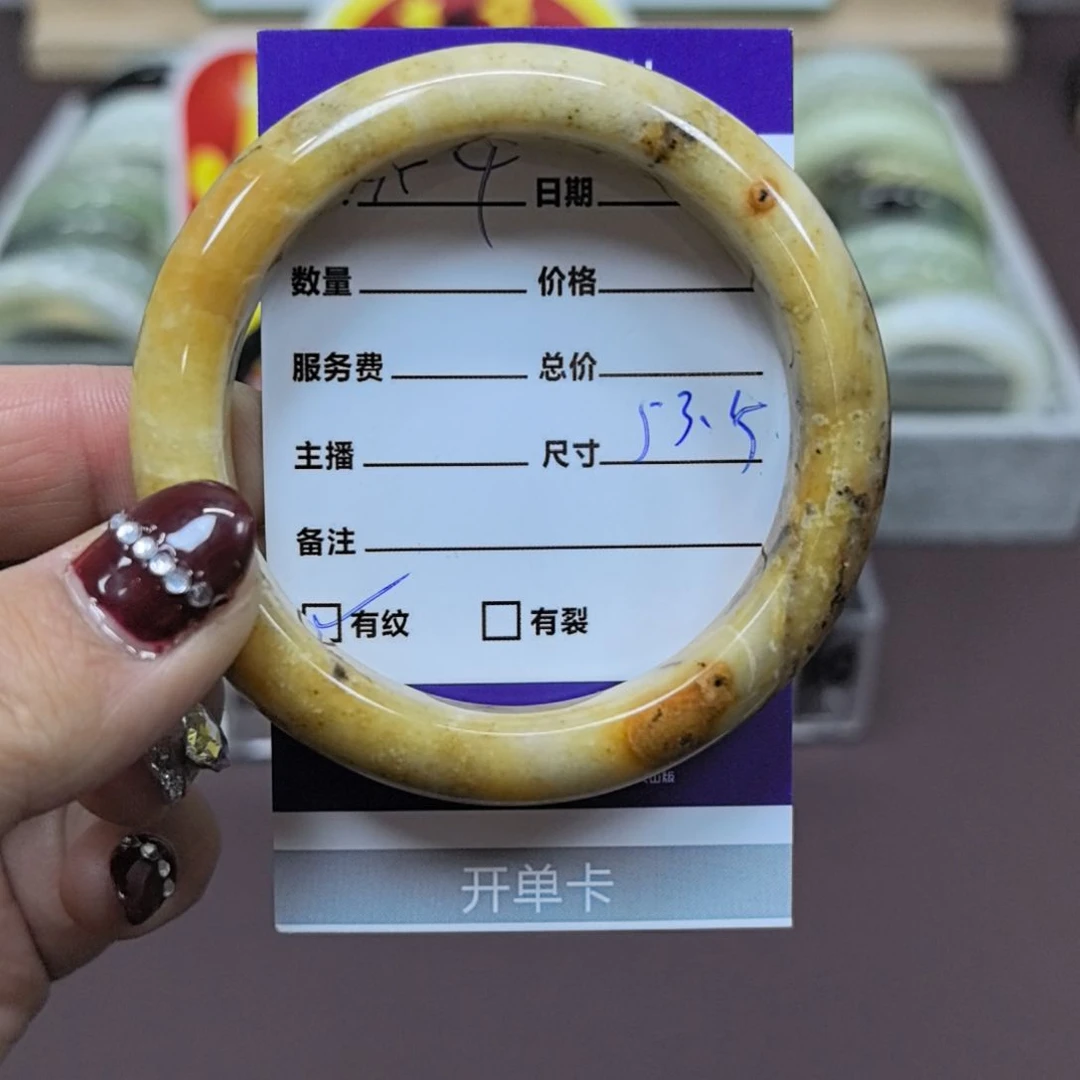 日期
数量 价格
服务费 总价
主播 尺寸 53.5
备注
有纹 有裂
开单卡